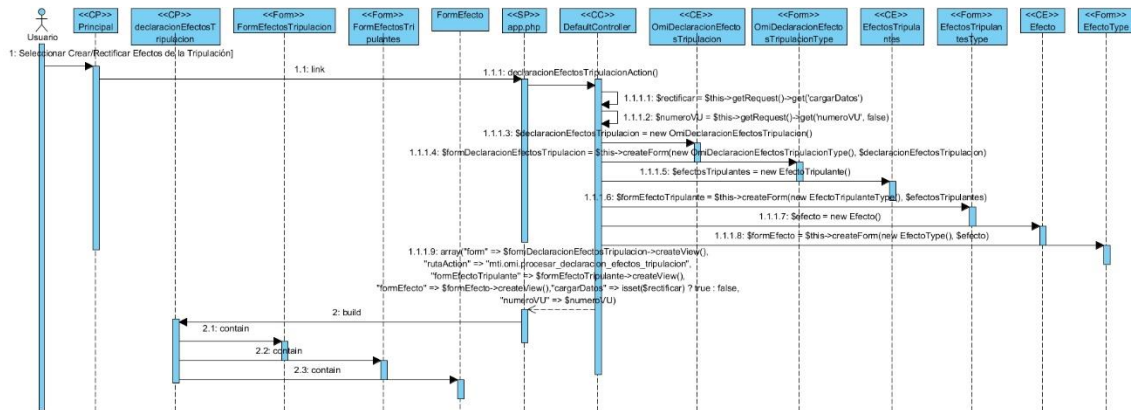 Usuario
<<CP>>
Principal
<<CP>>
declaraciónEfectosT
ripulacion
<<Form>>
FormEfectosTripulacion
<<Form>>
FormEfectosTri
pulantes
FormEfecto
<<SP>>
app.php
<<CC>>
DefaultController
<<CE>>
OmiDeclaracionEfecto
sTripulacion
<<Form>>
OmiDeclaracionEfecto
sTripulacionType
<<CE>>
EfectosTripula
ntes
<<Form>>
EfectosTripulan
tesType
<<CE>>
Efecto
<<Form>>
EfectoType
1: Seleccionar Crear/Rectificar Efectos de la Tripulación]
1.1: link
1.1.1: declaracionEfectosTripulacionAction()
1.1.1.1: $rectificar = $this->getRequest()->get('cargarDatos')
1.1.1.2: $numeroVU = $this->getRequest()->get('numeroVU', false)
1.1.1.3: $declaracionEfectosTripulacion = new OmiDeclaracionEfectosTripulacion()
1.1.1.4: $formDeclaracionEfectosTripulacion = $this->createForm(new OmiDeclaracionEfectosTripulacionType(), $declaracionEfectosTripulacion)
1.1.1.5: $efectosTripulantes = new EfectoTripulante()
1.1.1.6: $formEfectoTripulante = $this->createForm(new EfectoTripulanteType(), $efectosTripulantes)
1.1.1.7: $efecto = new Efecto()
1.1.1.8: $formEfecto = $this->createForm(new EfectoType(), $efecto)
1.1.1.9: array("form" => $formDeclaracionEfectosTripulacion->createView(),
"rutaAction" => "mti.omi.procesar_declaracion_efectos_tripulacion",
"formEfectoTripulante" => $formEfectoTripulante->createView(),
"formEfecto" => $formEfecto->createView(),"cargarDatos" => isset($rectificar) ? true : false,
"numeroVU" => $numeroVU)
2: build
2.1: contain
2.2: contain
2.3: contain